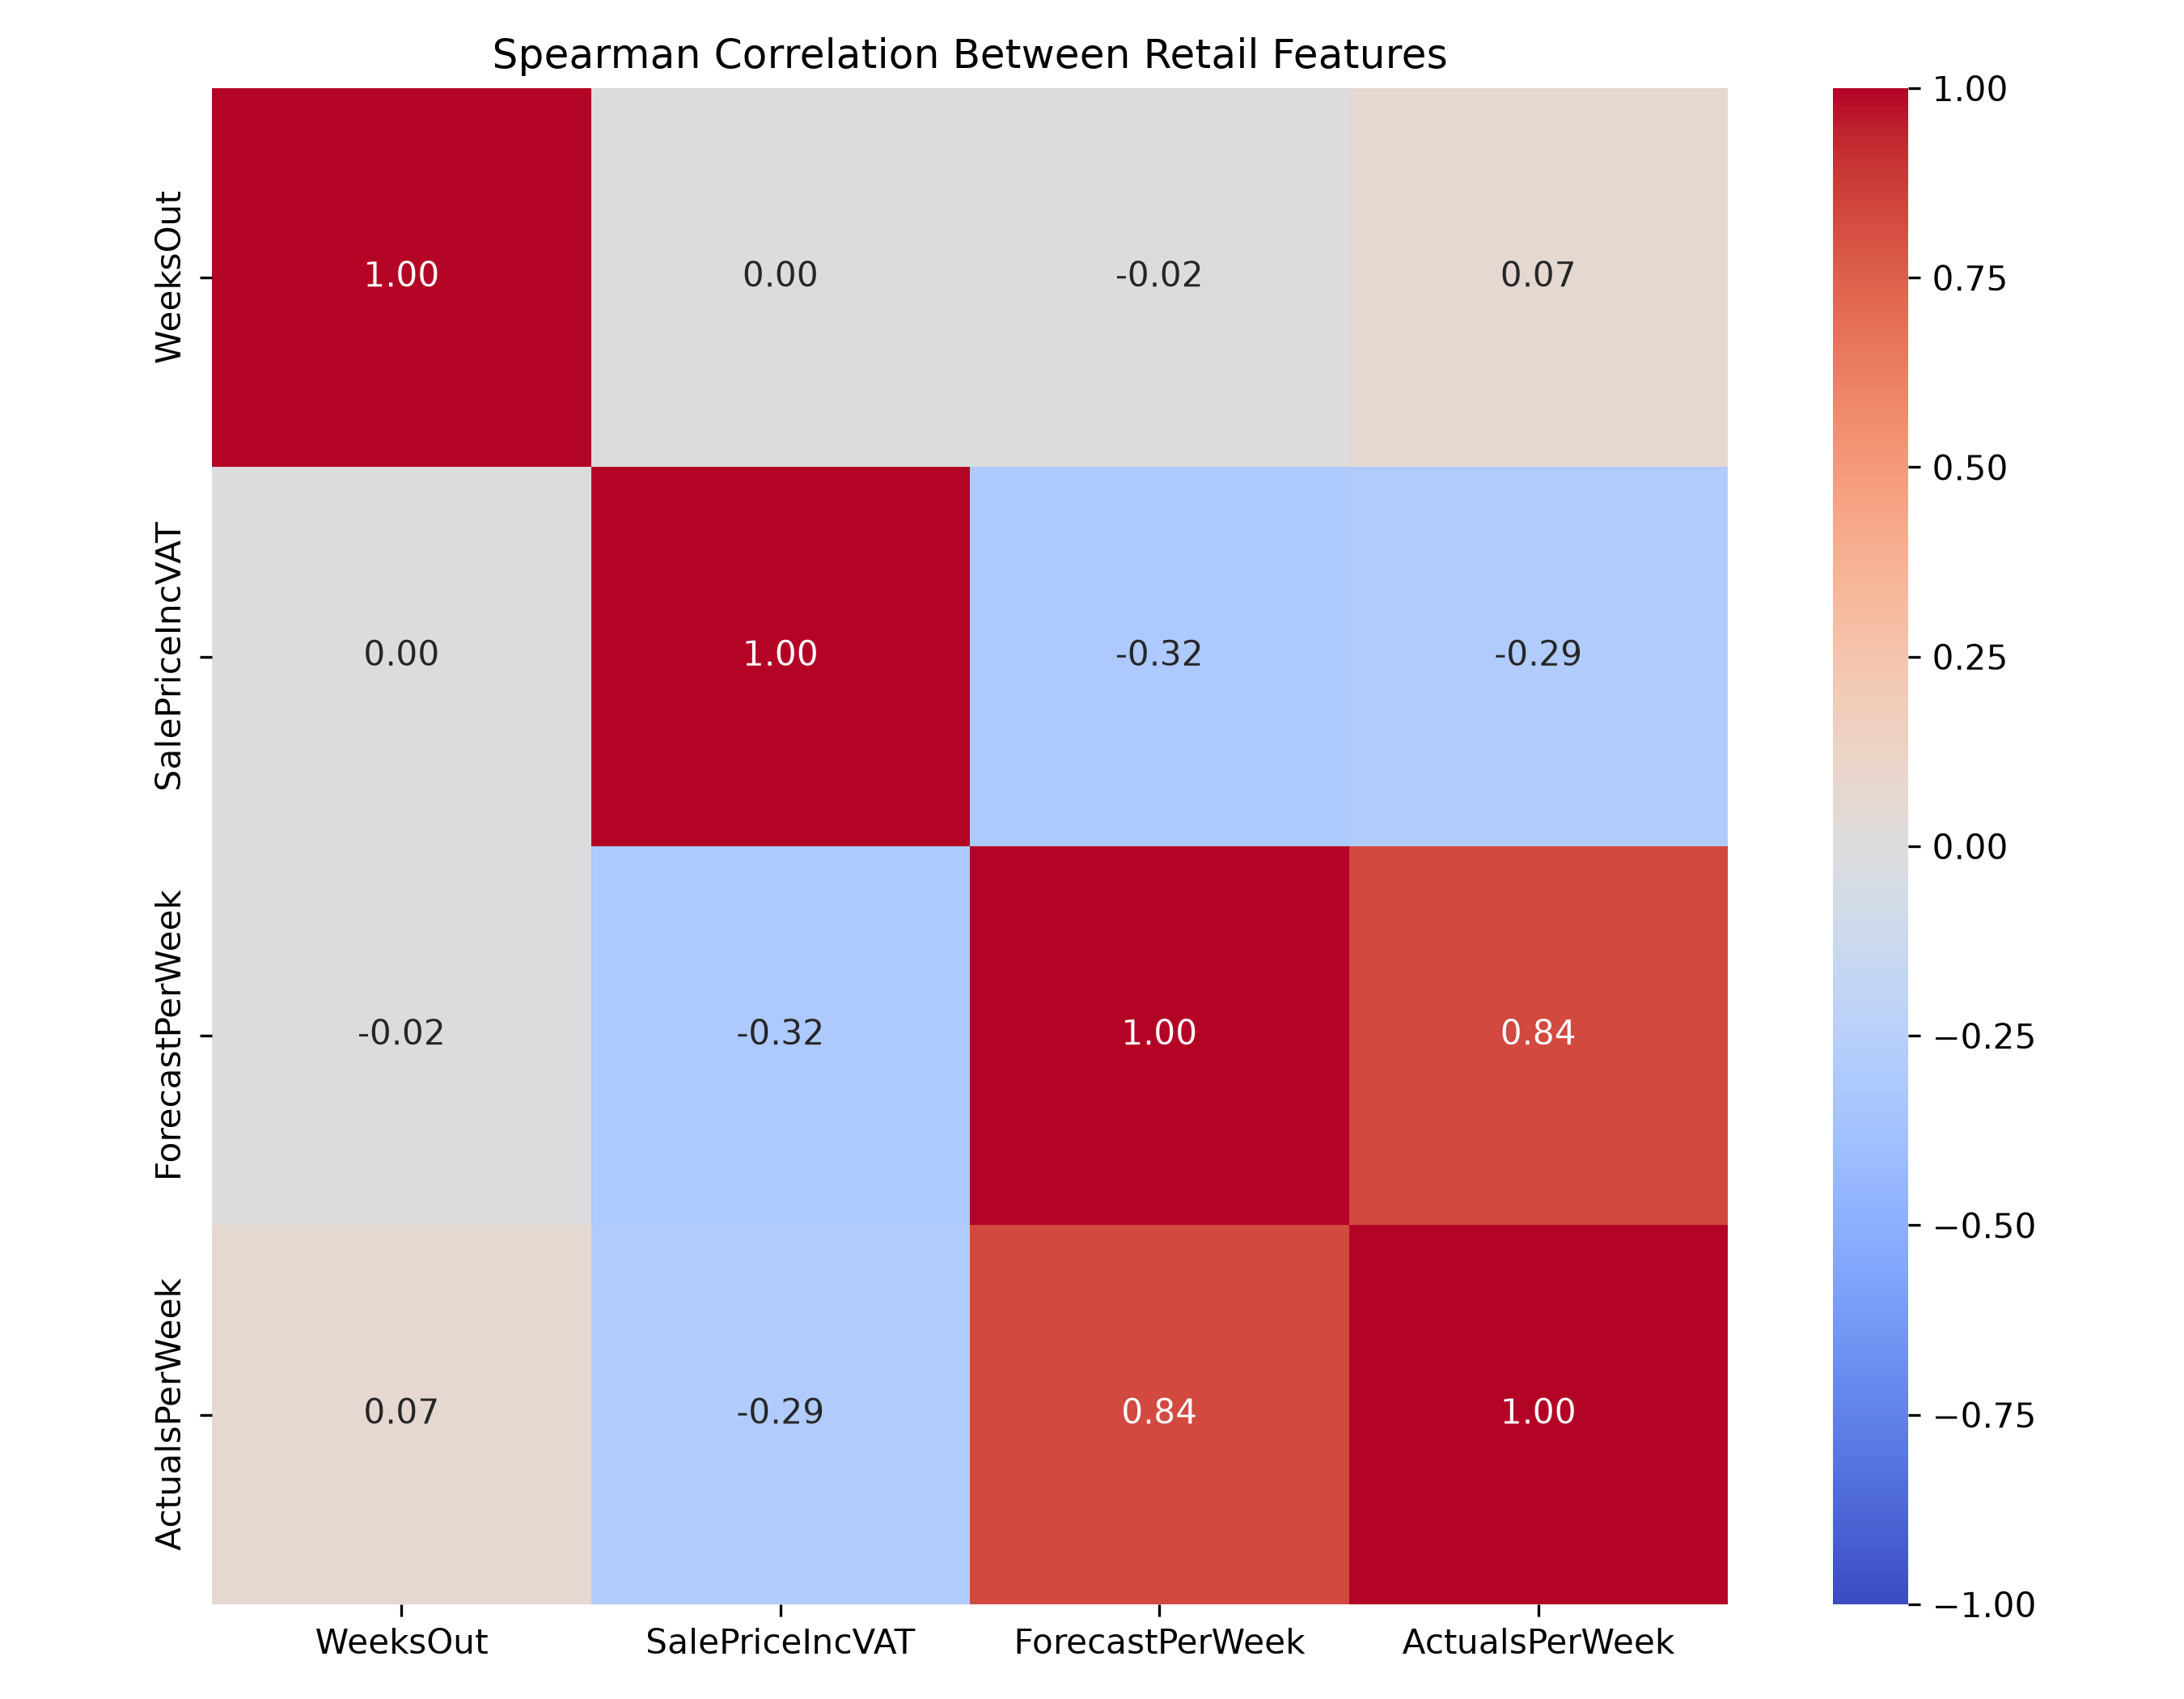 Spearman Correlation Between Retail Features
WeeksOut
1.00 0.00 -0.02 0.07
SalePriceIncVAT
0.00 1.00 -0.32 -0.29
ForecastPerWeek
-0.02 -0.32 1.00 0.84
ActualsPerWeek
0.07 -0.29 0.84 1.00
WeeksOut SalePriceIncVAT ForecastPerWeek ActualsPerWeek
1.00
0.75
0.50
0.25
0.00
−0.25
−0.50
−0.75
−1.00